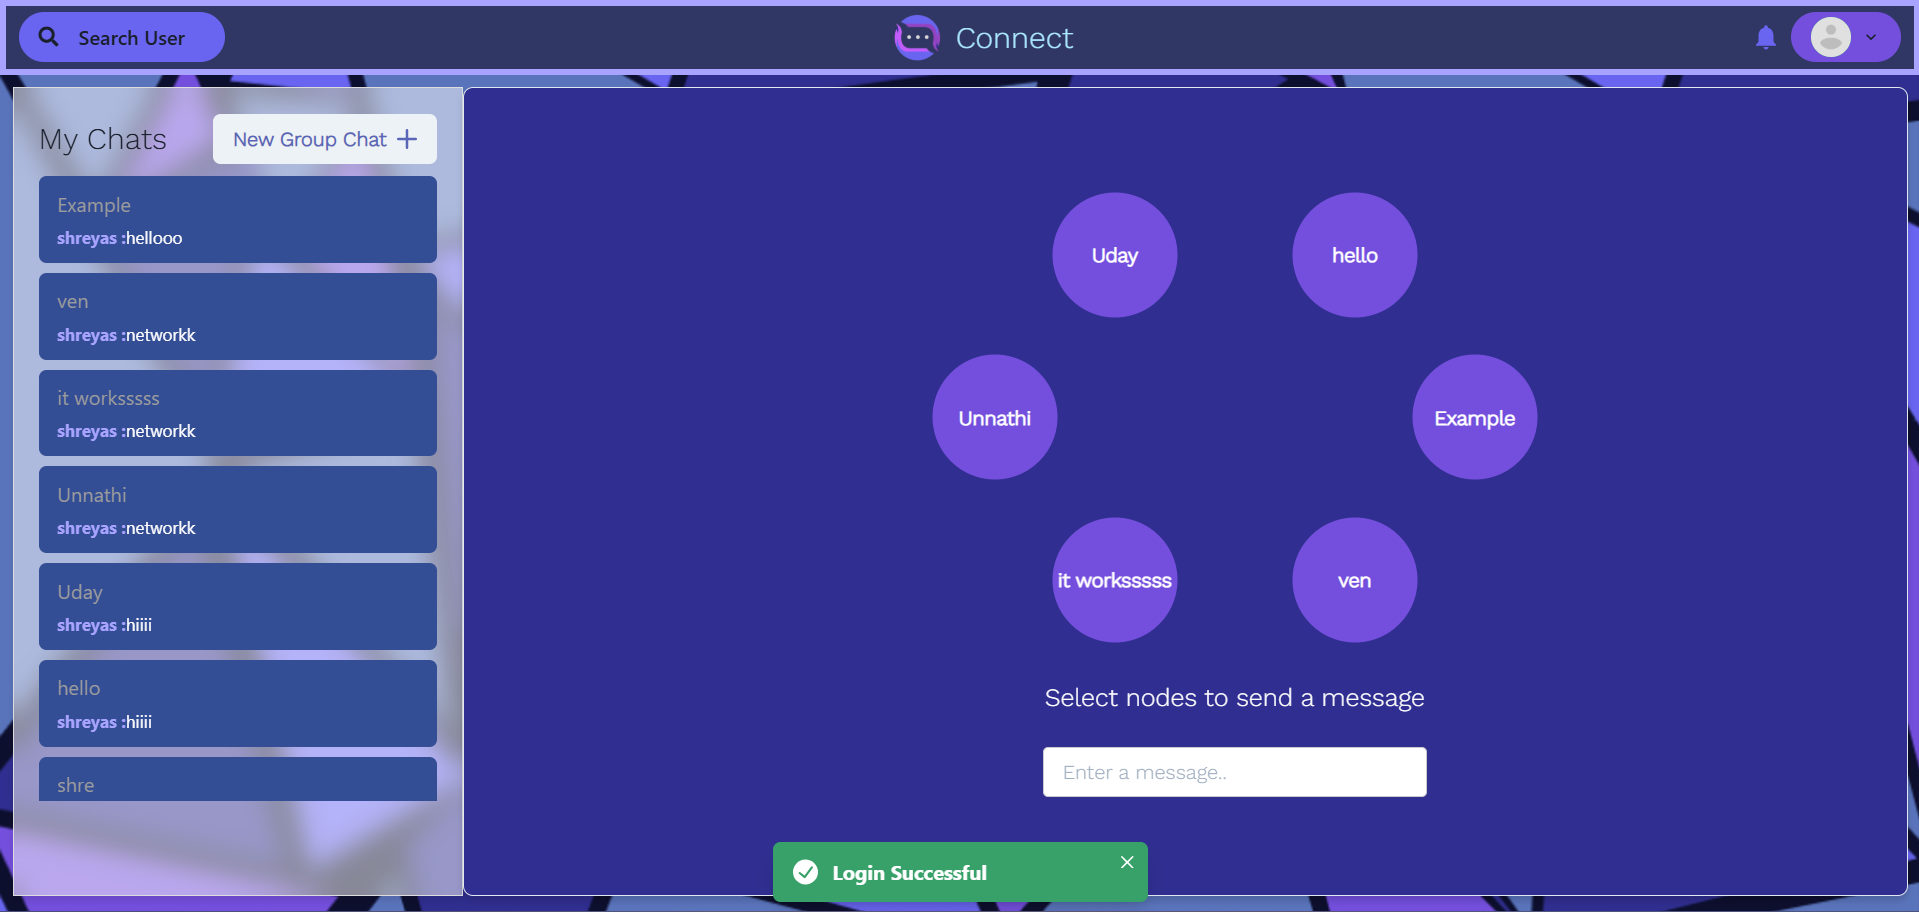 Search User
Connect
My Chats
New Group Chat
Example
shreyas :hellooo
ven
shreyas :networkk
it worksssss
shreyas :networkk
Unnathi
shreyas :networkk
Uday
shreyas :hiiii
hello
shreyas :hiiii
shre
Uday
hello
Unnathi
Example
it worksssss
ven
Select nodes to send a message
Enter a message..
Login Successful